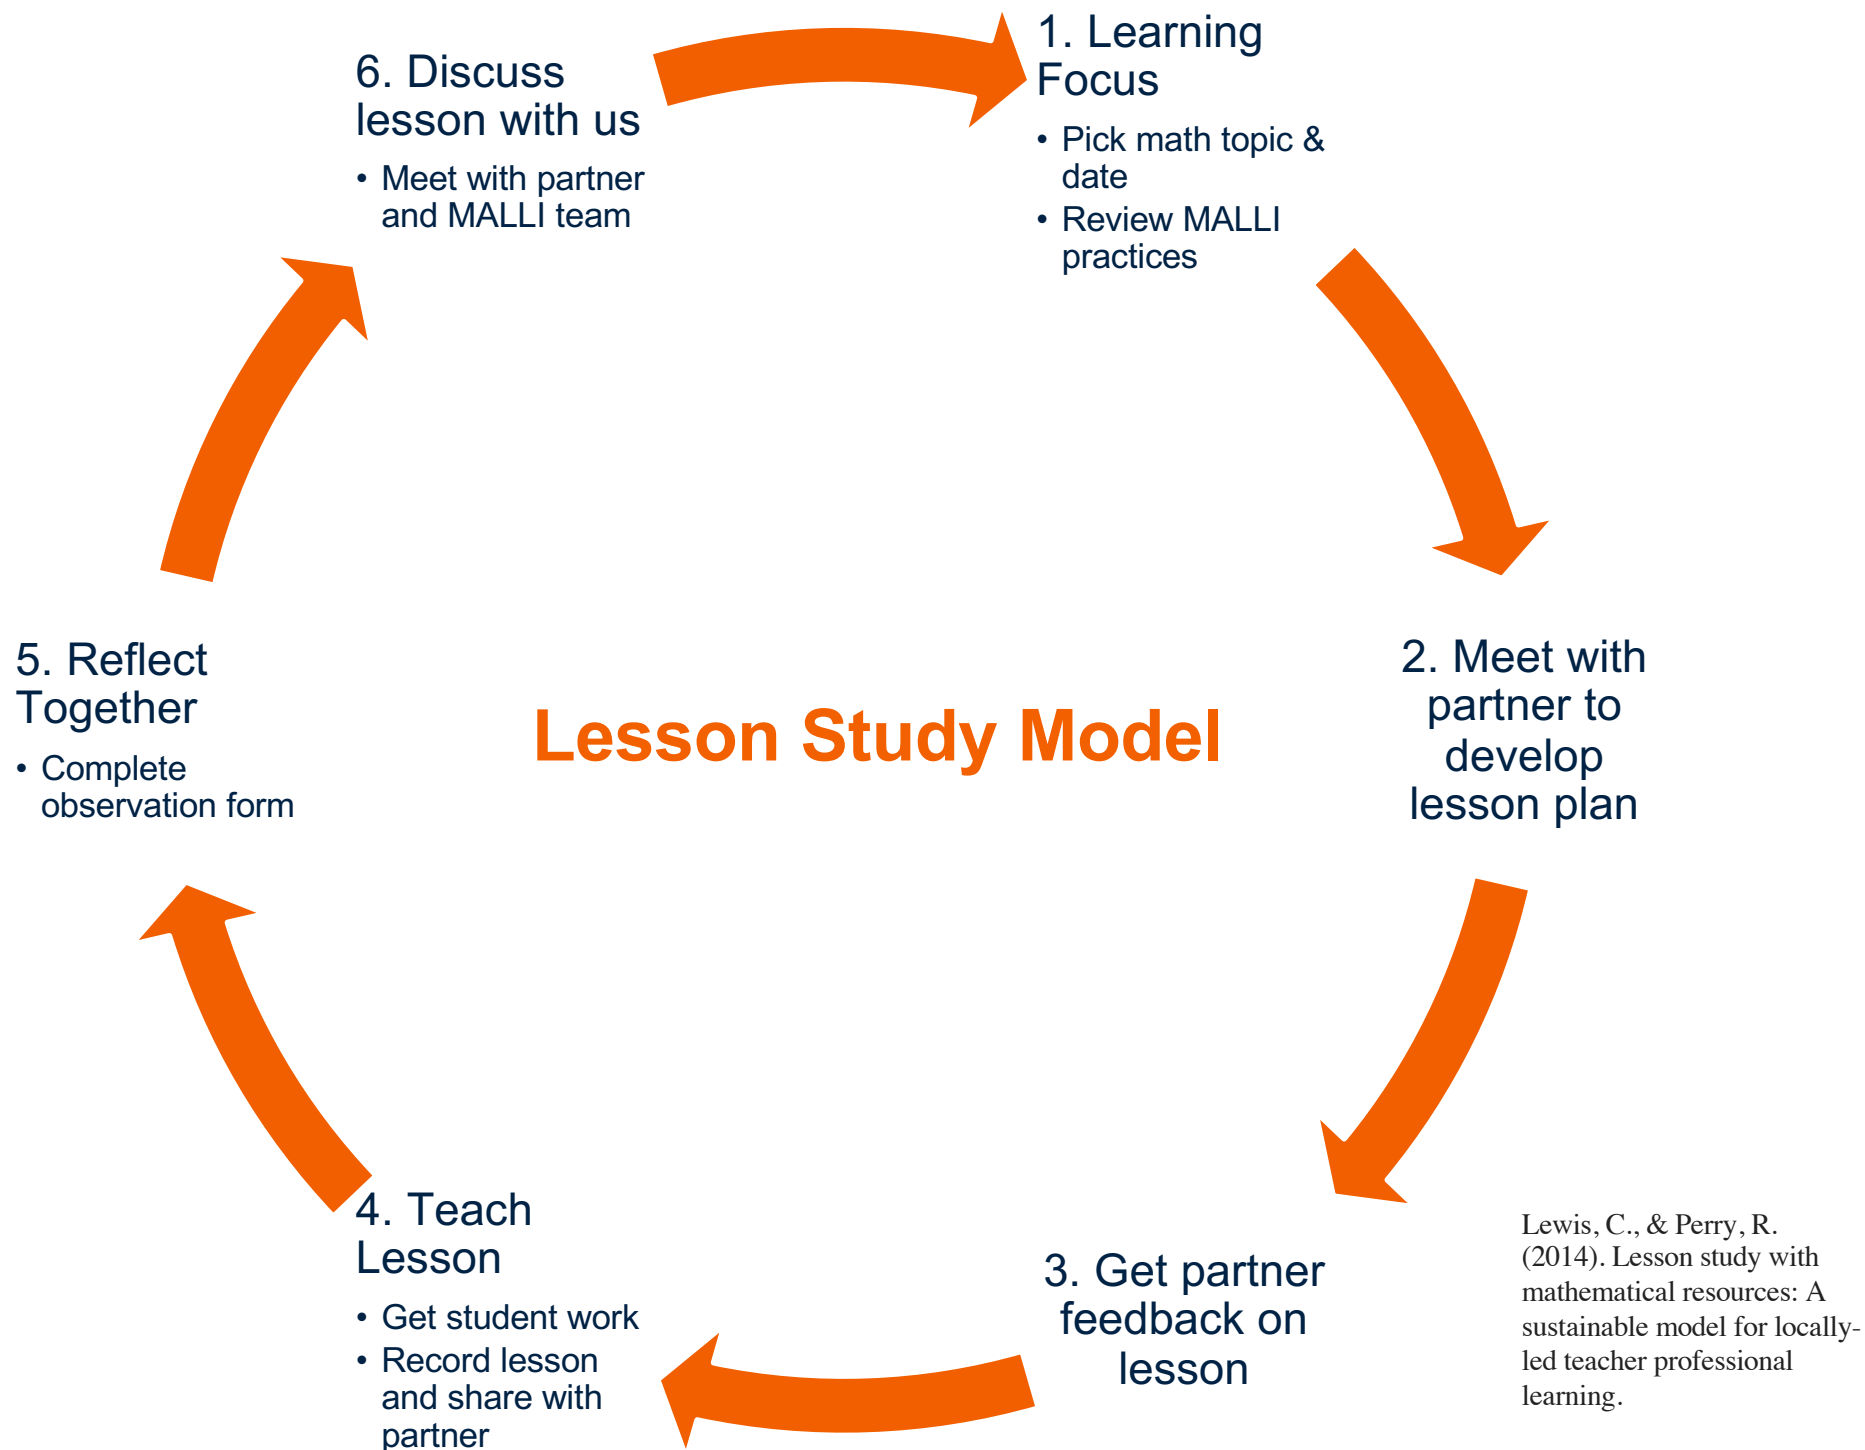 1. Learning
Focus
• Pick math topic &
date
• Review MALLI
practices
2. Meet with
partner to
develop
lesson plan
3. Get partner
feedback on
lesson
4. Teach
Lesson
• Get student work
• Record lesson
and share with
partner
5. Reflect
Together
• Complete
observation form
6. Discuss
lesson with us
• Meet with partner
and MALLI team
Lesson Study Model
Lewis, C., & Perry, R.
(2014). Lesson study with
mathematical resources: A
sustainable model for locally-
led teacher professional
learning.